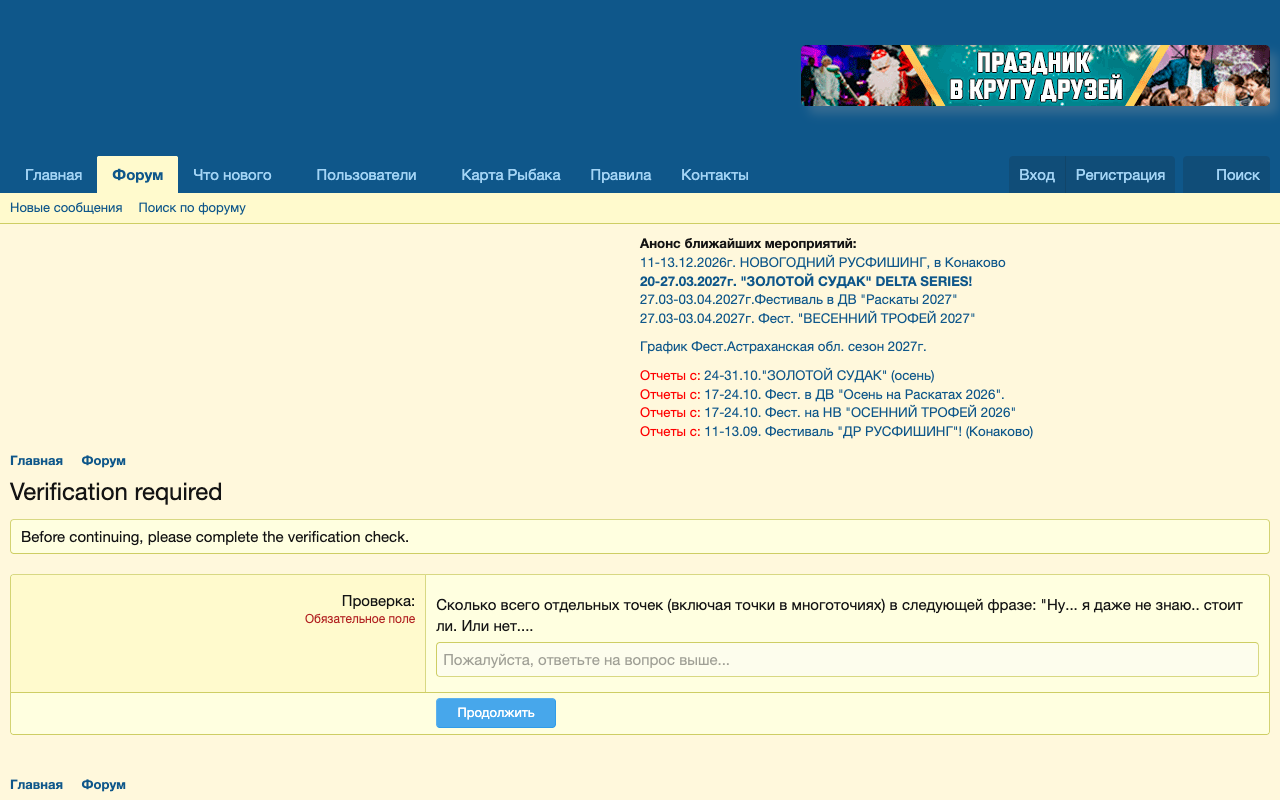 ПРАЗДНИК
В КРУГУ ДРУЗЕЙ
Главная
Форум
Что нового
Пользователи
Карта Рыбака
Правила
Контакты
Вход
Регистрация
Поиск
Новые сообщения
Поиск по форуму
Анонс ближайших мероприятий:
11-13.12.2026г. НОВОГОДНИЙ РУСФИШИНГ, в Конаково
20-27.03.2027г. "ЗОЛОТОЙ СУДАК" DELTA SERIES!
27.03-03.04.2027г.Фестиваль в ДВ "Раскаты 2027"
27.03-03.04.2027г. Фест. "ВЕСЕННИЙ ТРОФЕЙ 2027"
График Фест.Астраханская обл. сезон 2027г.
Отчеты с: 24-31.10."ЗОЛОТОЙ СУДАК" (осень)
Отчеты с: 17-24.10. Фест. в ДВ "Осень на Раскатах 2026".
Отчеты с: 17-24.10. Фест. на НВ "ОСЕННИЙ ТРОФЕЙ 2026"
Отчеты с: 11-13.09. Фестиваль "ДР РУСФИШИНГ"! (Конаково)
Главная
Форум
Verification required
Before continuing, please complete the verification check.
Проверка:
Обязательное поле
Сколько всего отдельных точек (включая точки в многоточиях) в следующей фразе: "Ну... я даже не знаю.. стоит
ли. Или нет....
Пожалуйста, ответьте на вопрос выше...
Продолжить
Главная
Форум